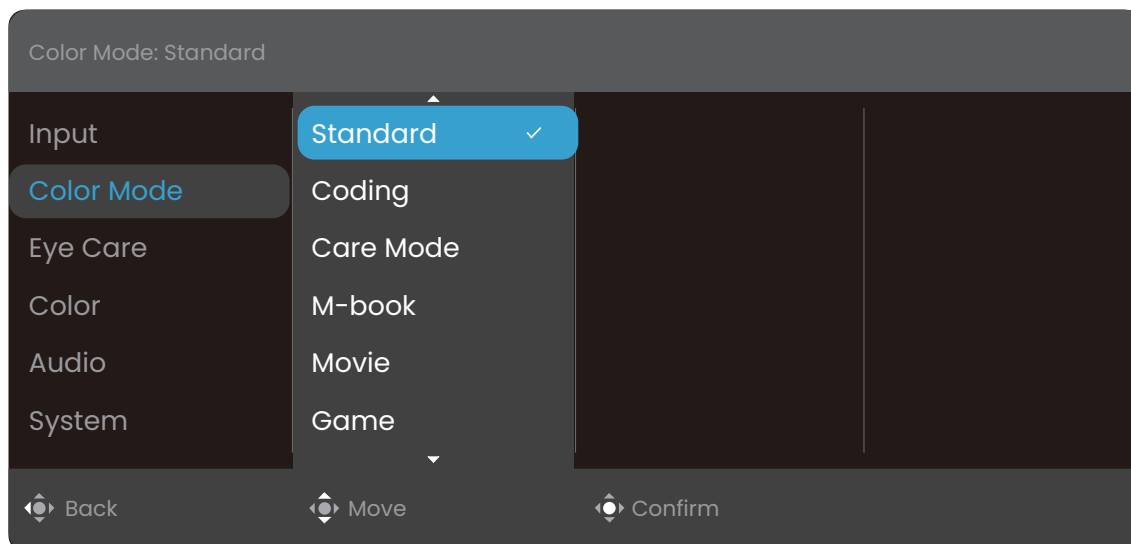 Color Mode: Standard
Input
Color Mode
Eye Care
Color
Audio
System
Standard
Coding
Care Mode
M-book
Movie
Game
Back
Move
Confirm